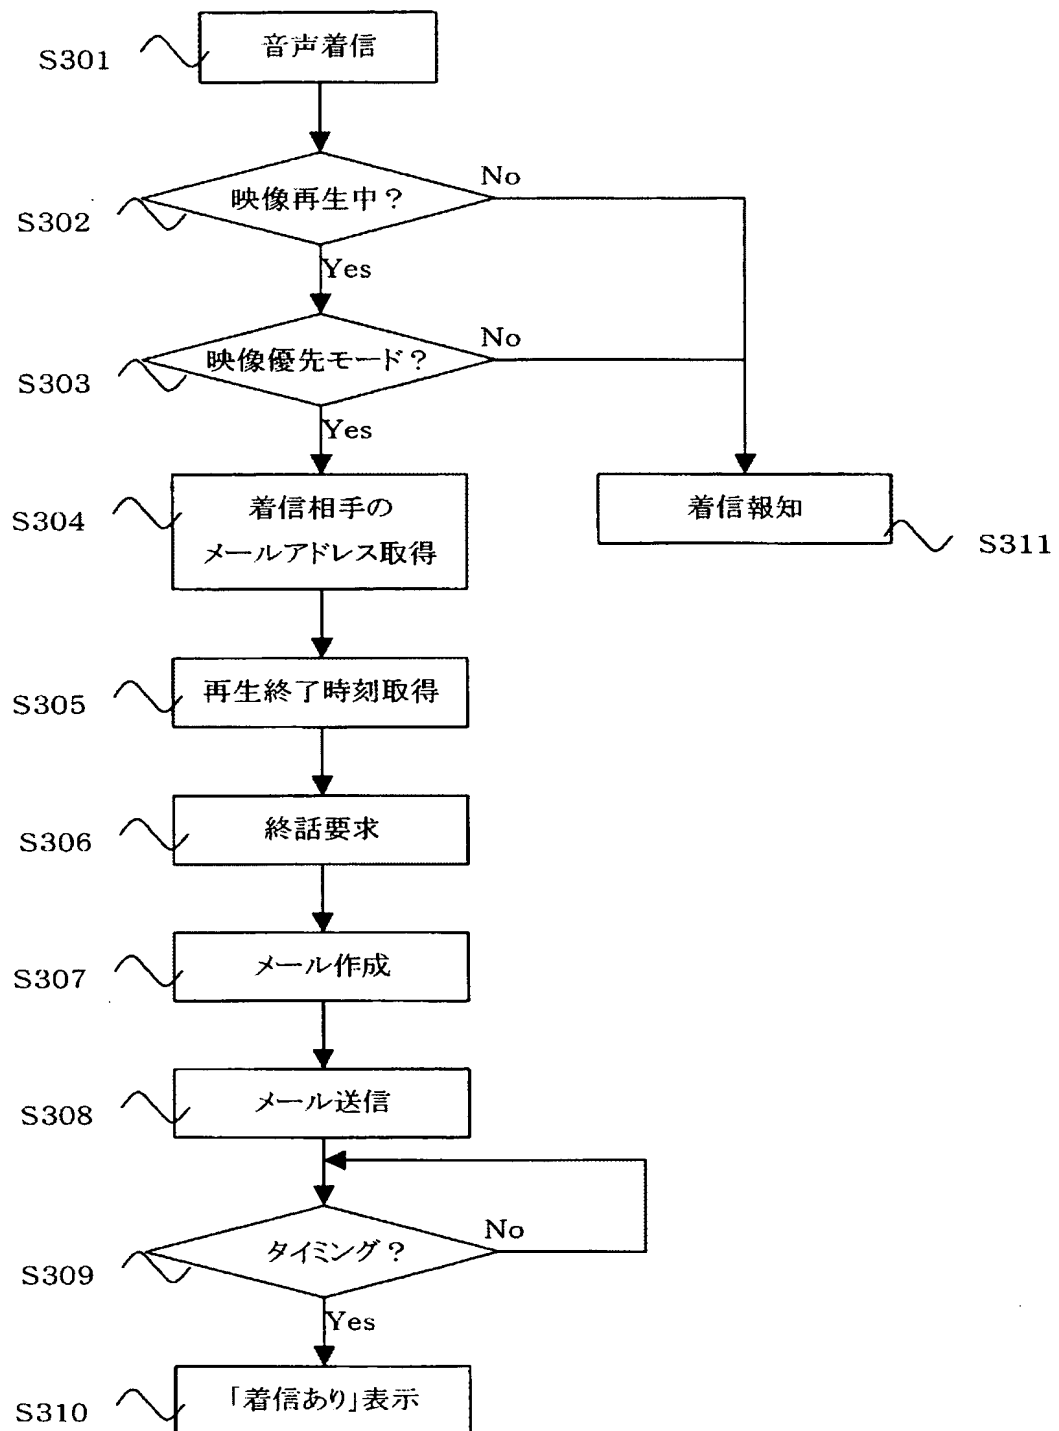 S301
音声着信
映像再生中？
No
S302
Yes
映像優先モード？
No
S303
Yes
S304
着信相手の
メールアドレス取得
着信報知
S311
S305
再生終了時刻取得
S306
終話要求
S307
メール作成
S308
メール送信
タイミング？
No
S309
Yes
S310
「着信あり」表示